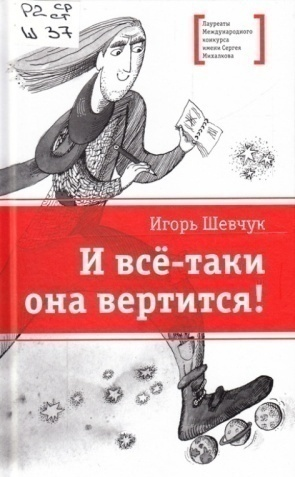 Р2 СР
СТ
Ш 37
Лауреаты
Международного
конкурса
имени Сергея
Михалкова
Игорь Шевчук
И всё-таки
она вертится!